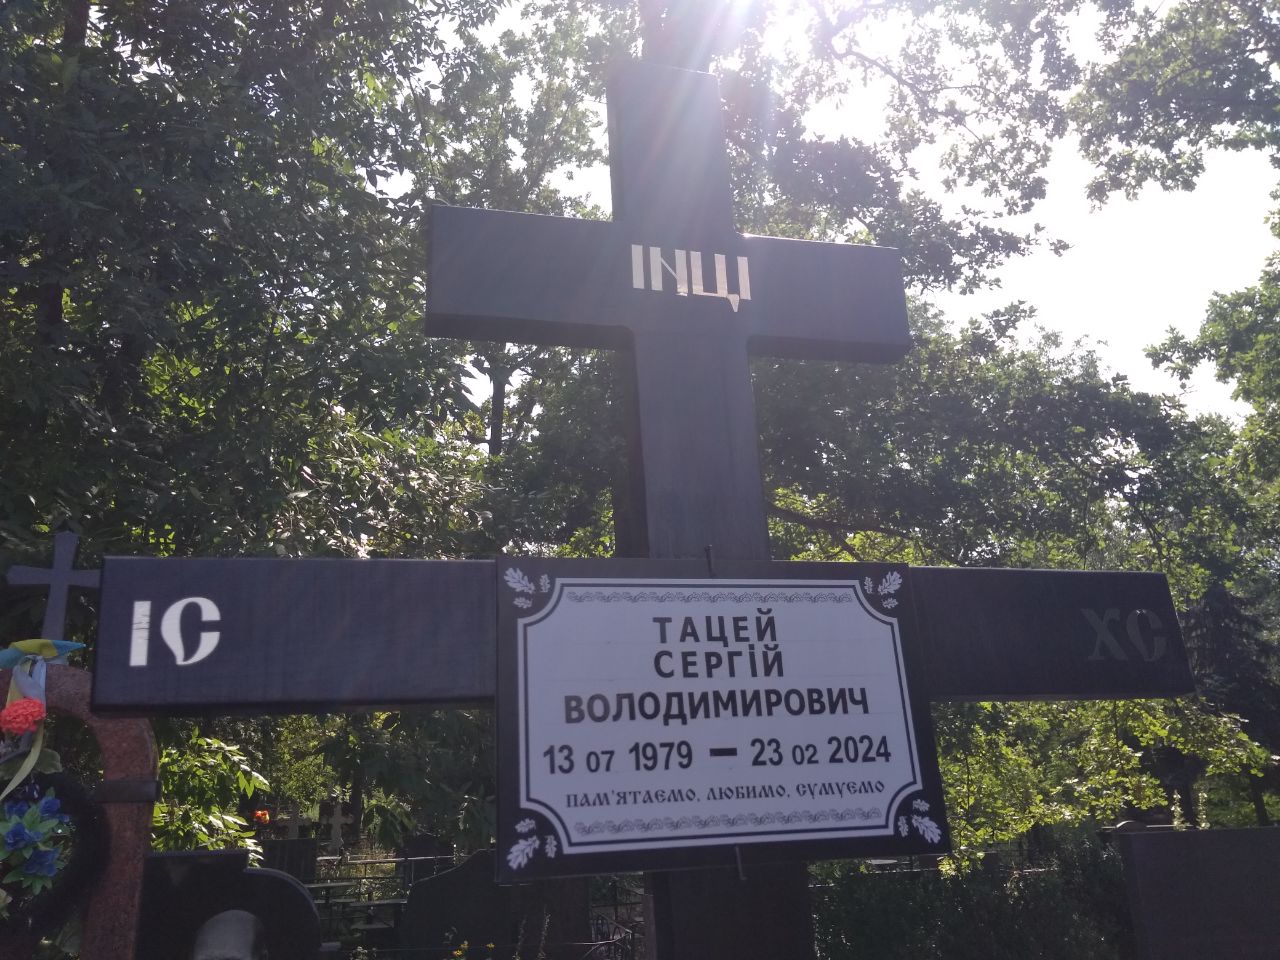 ІНЦІ
ІС
ХС
ТАЦЕЙ
СЕРГІЙ
ВОЛОДИМИРОВИЧ
13 07 1979 – 23 02 2024
ПАМ'ЯТАЄМО, ЛЮБИМО, СУМУЄМО